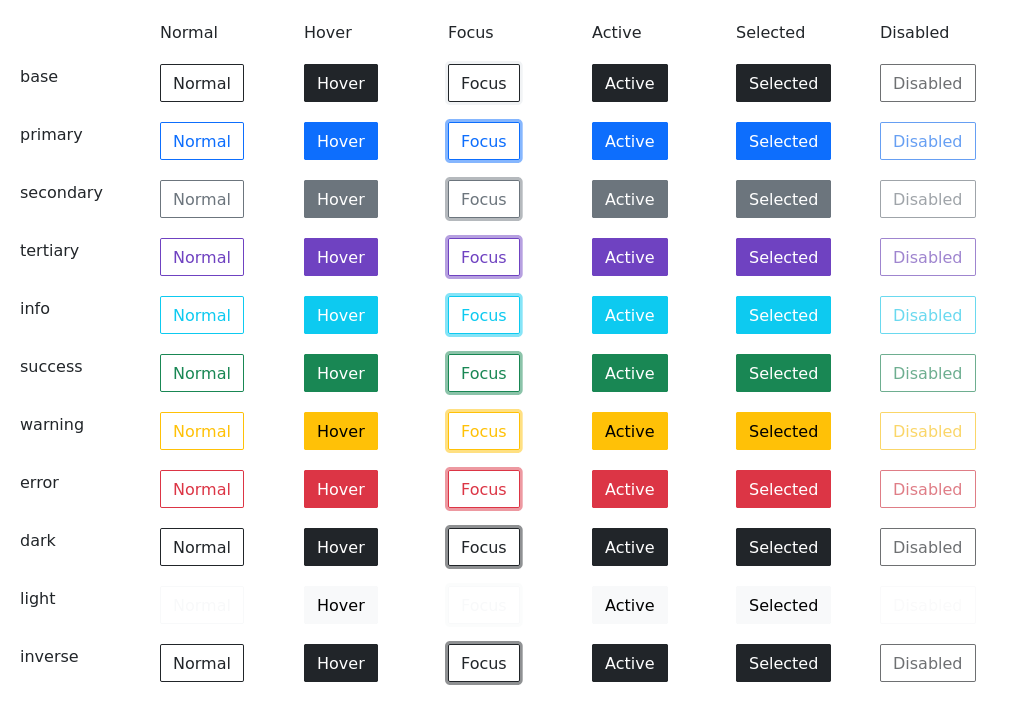 Normal Hover Focus Active Selected Disabled
base Normal Hover Focus Active Selected Disabled
primary Normal Hover Focus Active Selected Disabled
secondary Normal Hover Focus Active Selected Disabled
tertiary Normal Hover Focus Active Selected Disabled
info Normal Hover Focus Active Selected Disabled
success Normal Hover Focus Active Selected Disabled
warning Normal Hover Focus Active Selected Disabled
error Normal Hover Focus Active Selected Disabled
dark Normal Hover Focus Active Selected Disabled
light Normal Hover Focus Active Selected Disabled
inverse Normal Hover Focus Active Selected Disabled